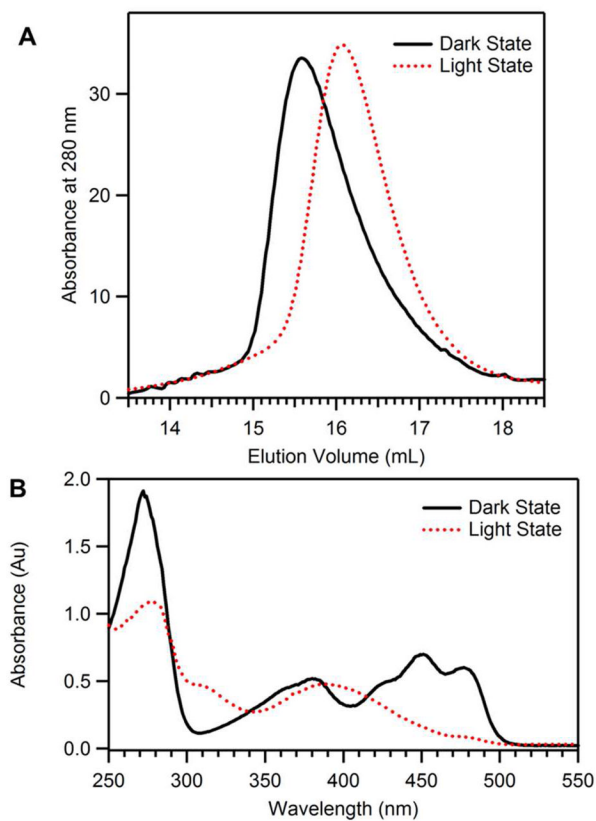 A
Dark State
Light State
Absorbance at 280 nm
30
20
10
0
14 15 16 17 18
Elution Volume (mL)
B
Dark State
Light State
Absorbance (Au)
2.0
1.5
1.0
0.5
0.0
250 300 350 400 450 500 550
Wavelength (nm)